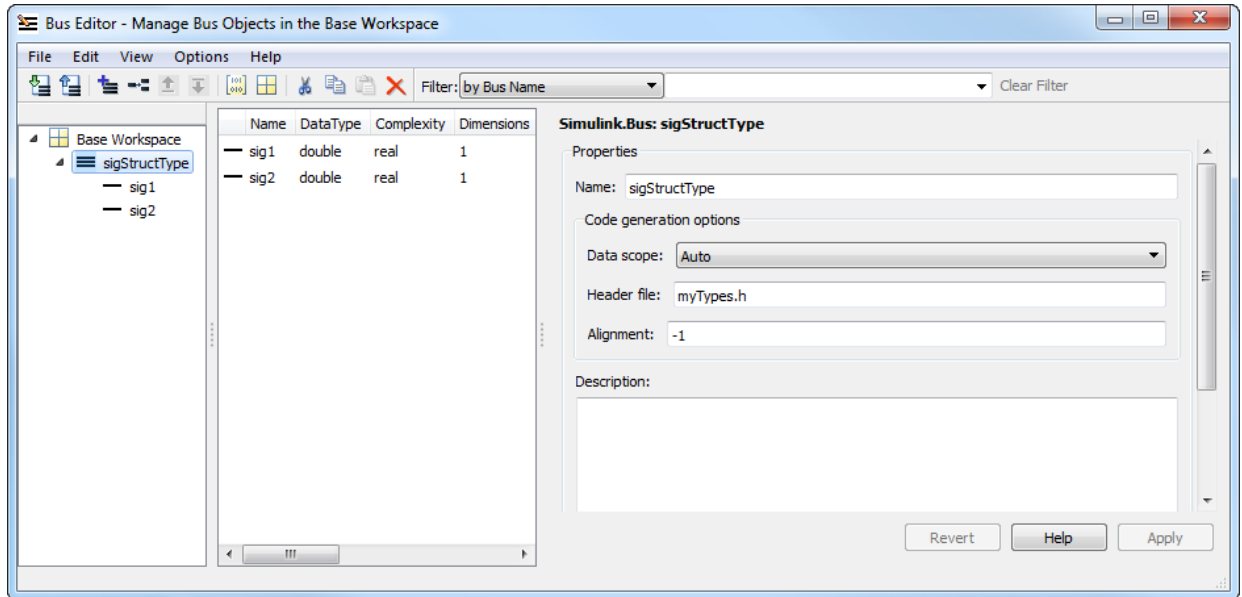 Bus Editor - Manage Bus Objects in the Base Workspace
File Edit View Options Help
Filter: by Bus Name Clear Filter
Base Workspace
sigStructType
sig1
sig2
Name DataType Complexity Dimensions
sig1 double real 1
sig2 double real 1
Simulink.Bus: sigStructType
Properties
Name: sigStructType
Code generation options
Data scope: Auto
Header file: myTypes.h
Alignment: -1
Description:
Revert Help Apply